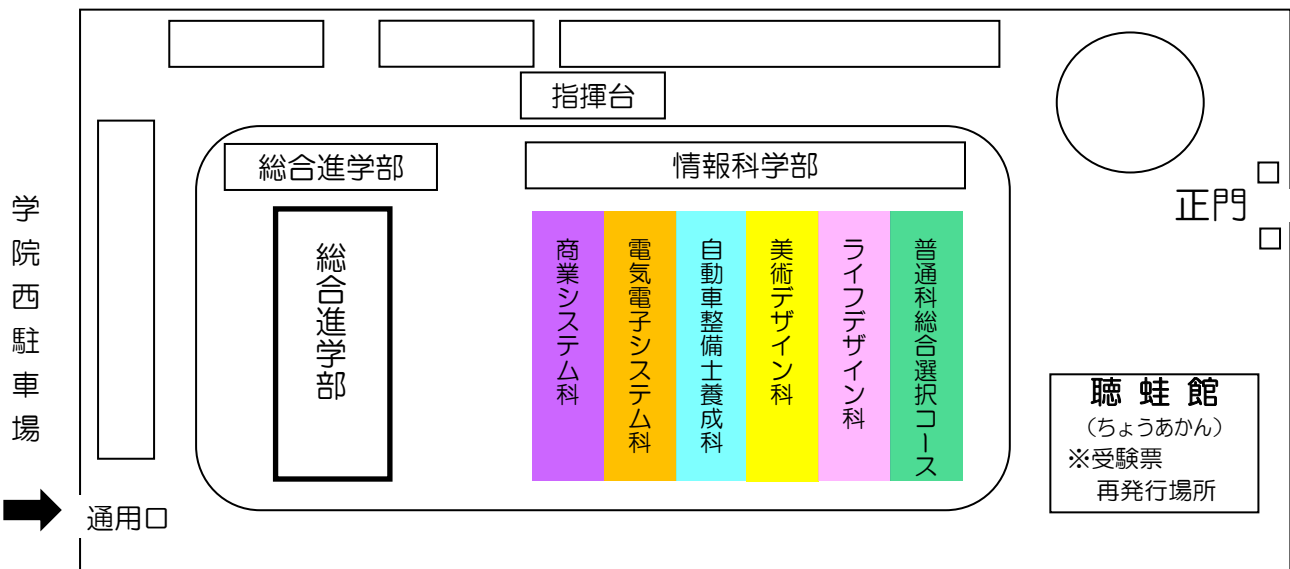 指揮台
総合進学部
情報科学部
正門
学院西駐車場
総合進学部
商業システム科
電気電子システム科
自動車整備士養成科
美術デザイン科
ライフデザイン科
普通科総合選択コース
聴蛙館
（ちょうあかん）
※受験票
再発行場所
通用口